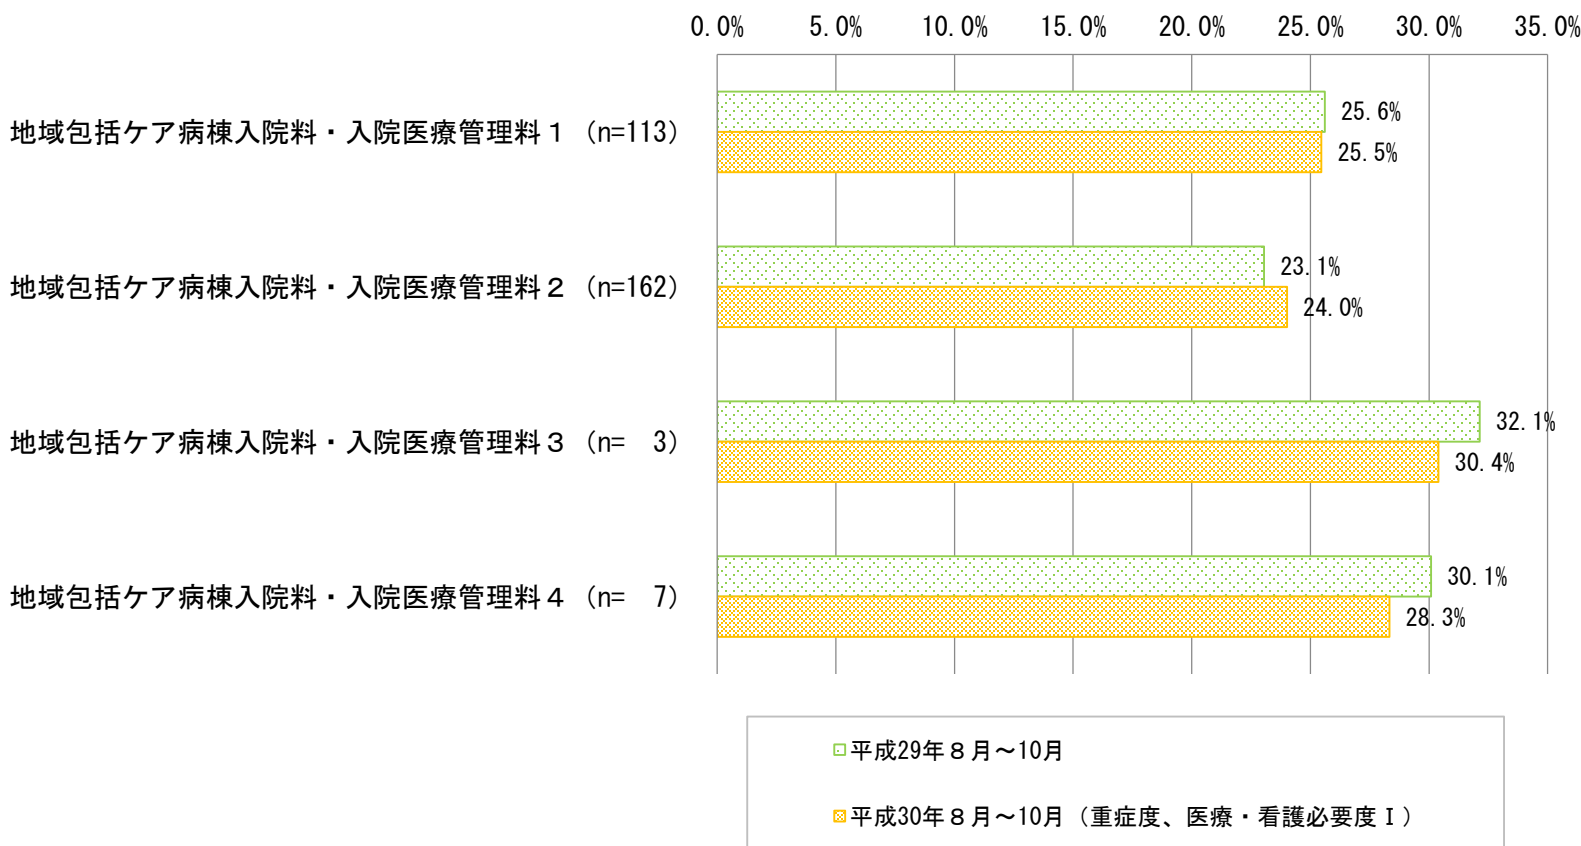 0.0% 5.0% 10.0% 15.0% 20.0% 25.0% 30.0% 35.0%
地域包括ケア病棟入院料・入院医療管理料１（n=113）
25.6%
25.5%
地域包括ケア病棟入院料・入院医療管理料２（n=162）
23.1%
24.0%
地域包括ケア病棟入院料・入院医療管理料３（n=　3）
32.1%
30.4%
地域包括ケア病棟入院料・入院医療管理料４（n=　7）
30.1%
28.3%
平成29年８月～10月
平成30年８月～10月（重症度、医療・看護必要度Ⅰ）